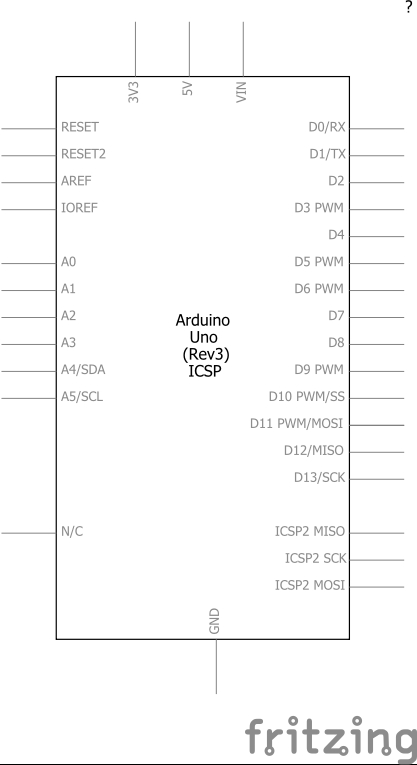 ?
3V3
5V
VIN
RESET
RESET2
AREF
IOREF
A0
A1
A2
A3
A4/SDA
A5/SCL
N/C
Arduino
Uno
(Rev3)
ICSP
D0/RX
D1/TX
D2
D3 PWM
D4
D5 PWM
D6 PWM
D7
D8
D9 PWM
D10 PWM/SS
D11 PWM/MOSI
D12/MISO
D13/SCK
ICSP2 MISO
ICSP2 SCK
ICSP2 MOSI
GND
fritzing